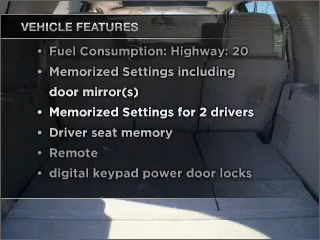 VEHICLE FEATURES
• Fuel Consumption: Highway: 20
• Memorized Settings including
door mirror(s)
• Memorized Settings for 2 drivers
• Driver seat memory
• Remote
• digital keypad power door locks